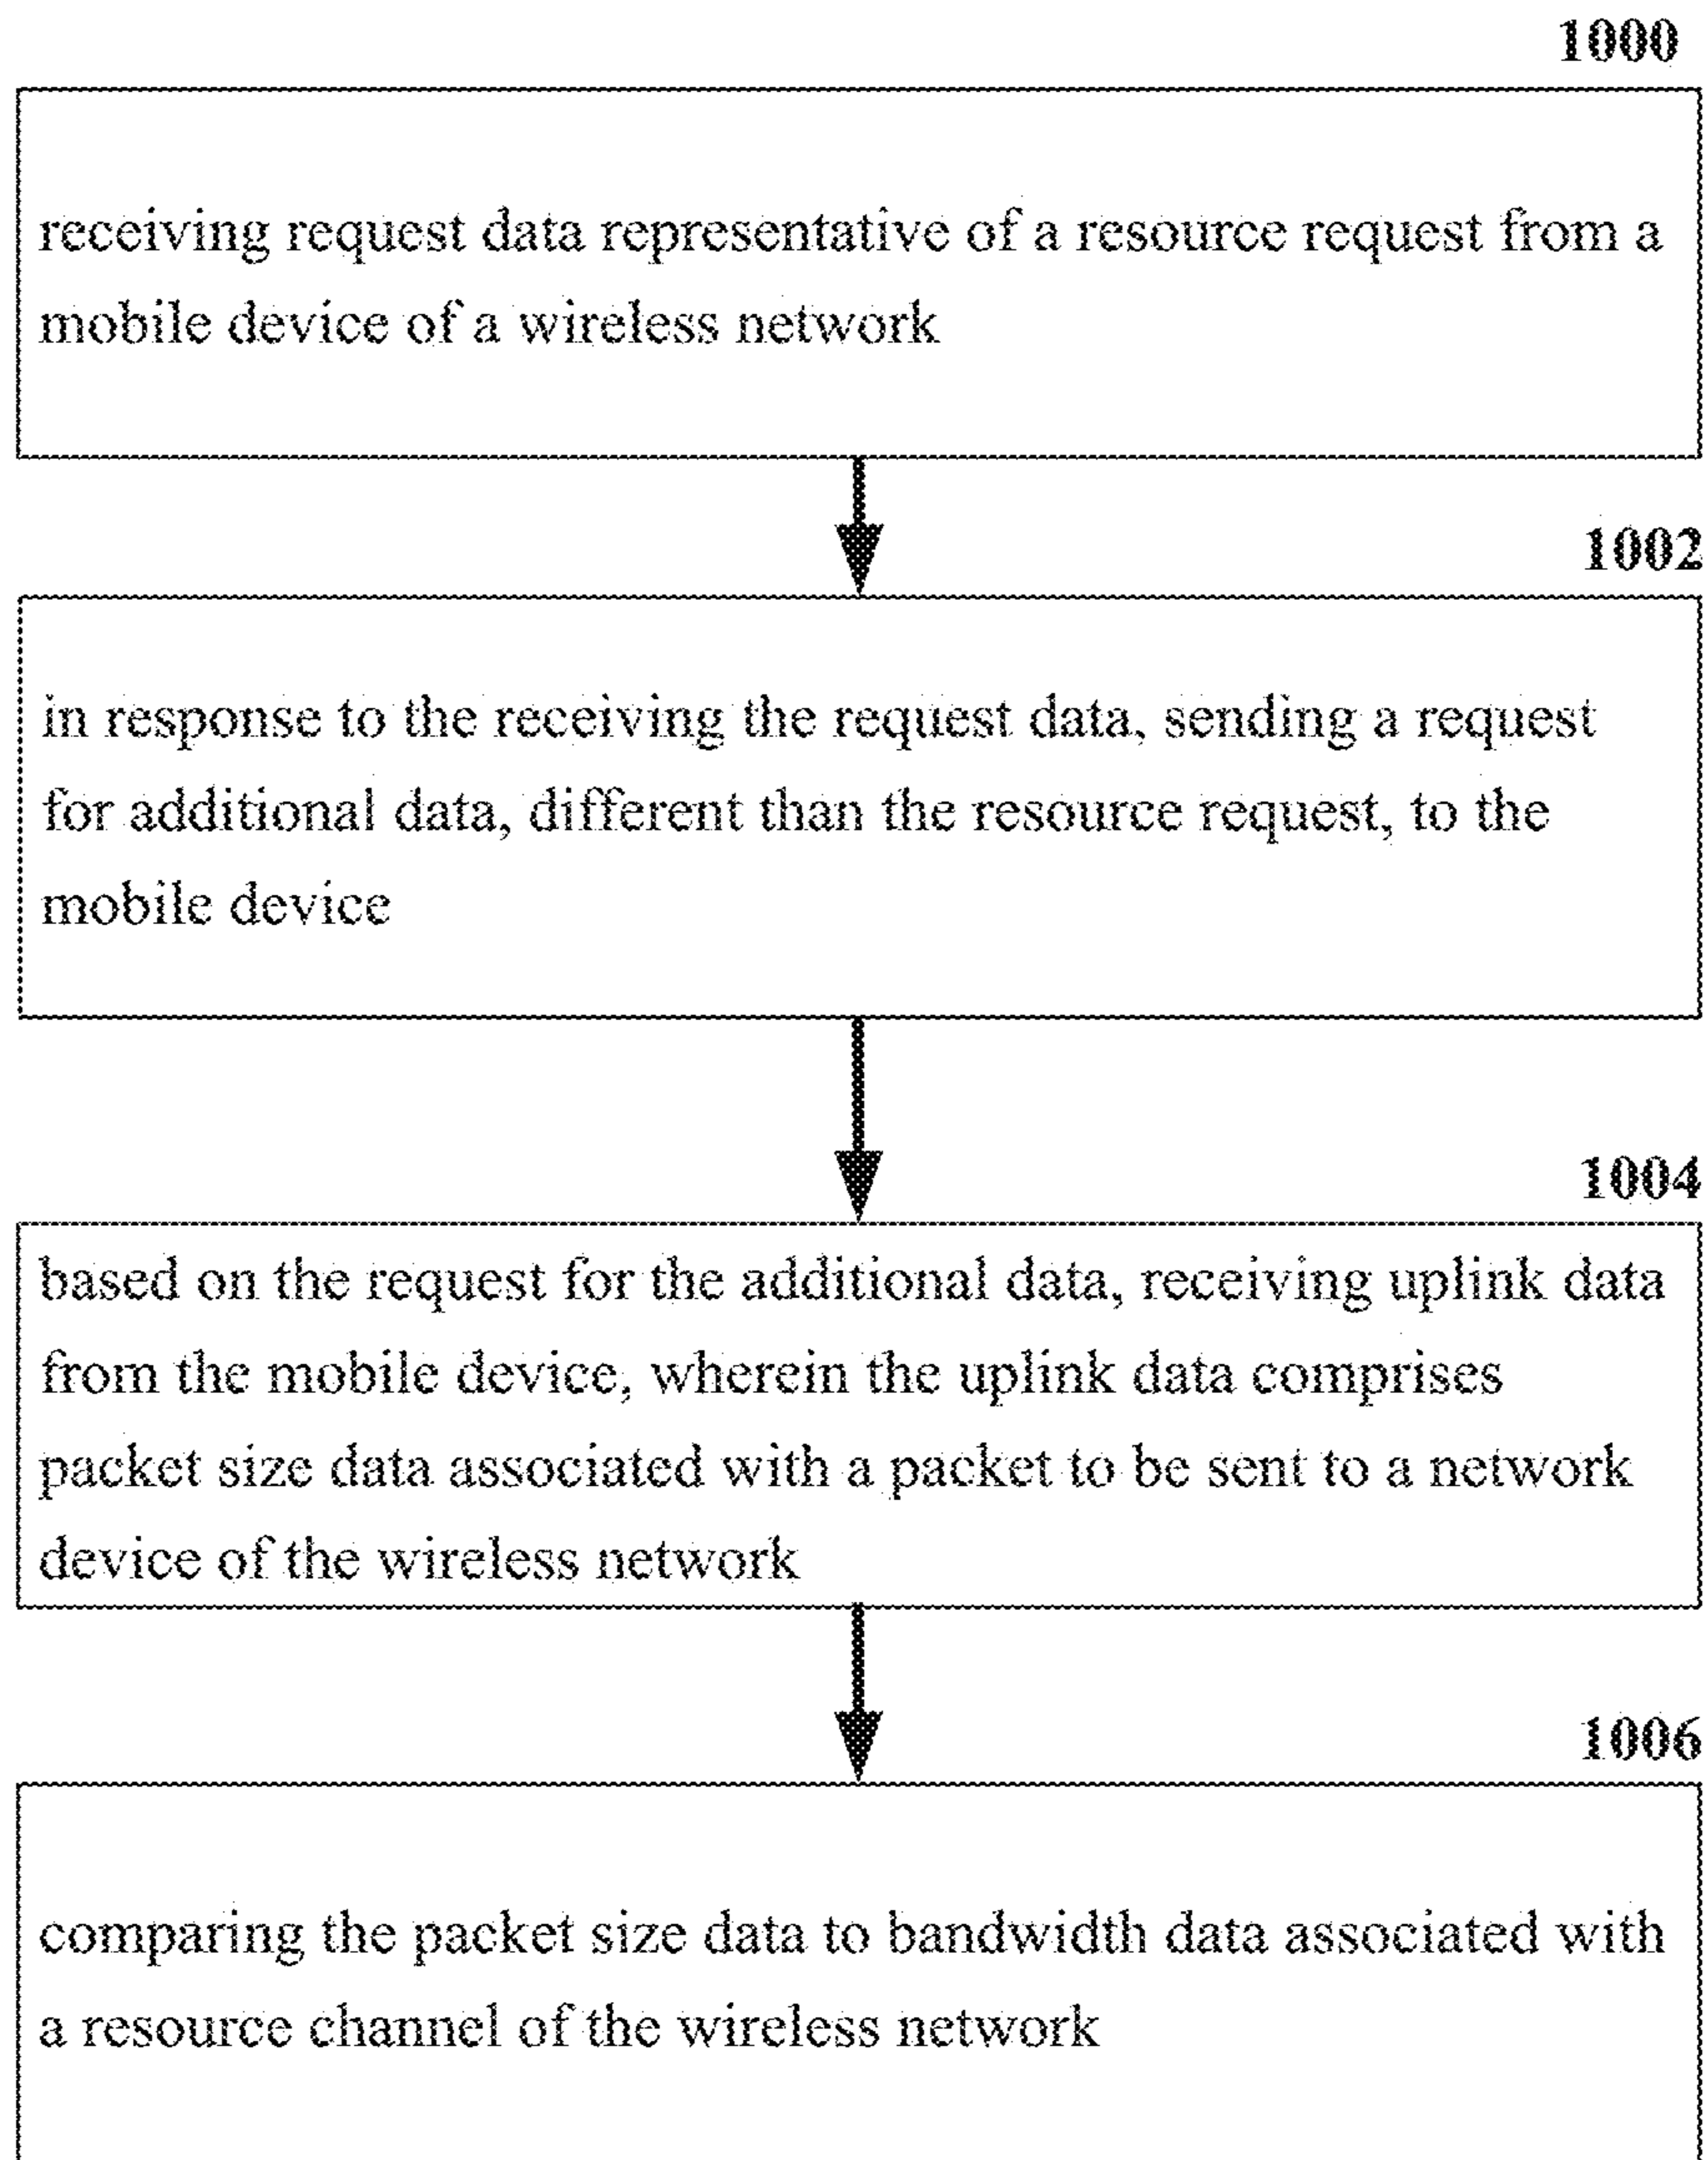 1000
receiving request data representative of a resource request from a
mobile device of a wireless network
1002
in response to the receiving the request data, sending a request
for additional data, different than the resource request, to the
mobile device
1004
based on the request for the additional data, receiving uplink data
from the mobile device, wherein the uplink data comprises
packet size data associated with a packet to be sent to a network
device of the wireless network
1006
comparing the packet size data to bandwidth data associated with
a resource channel of the wireless network